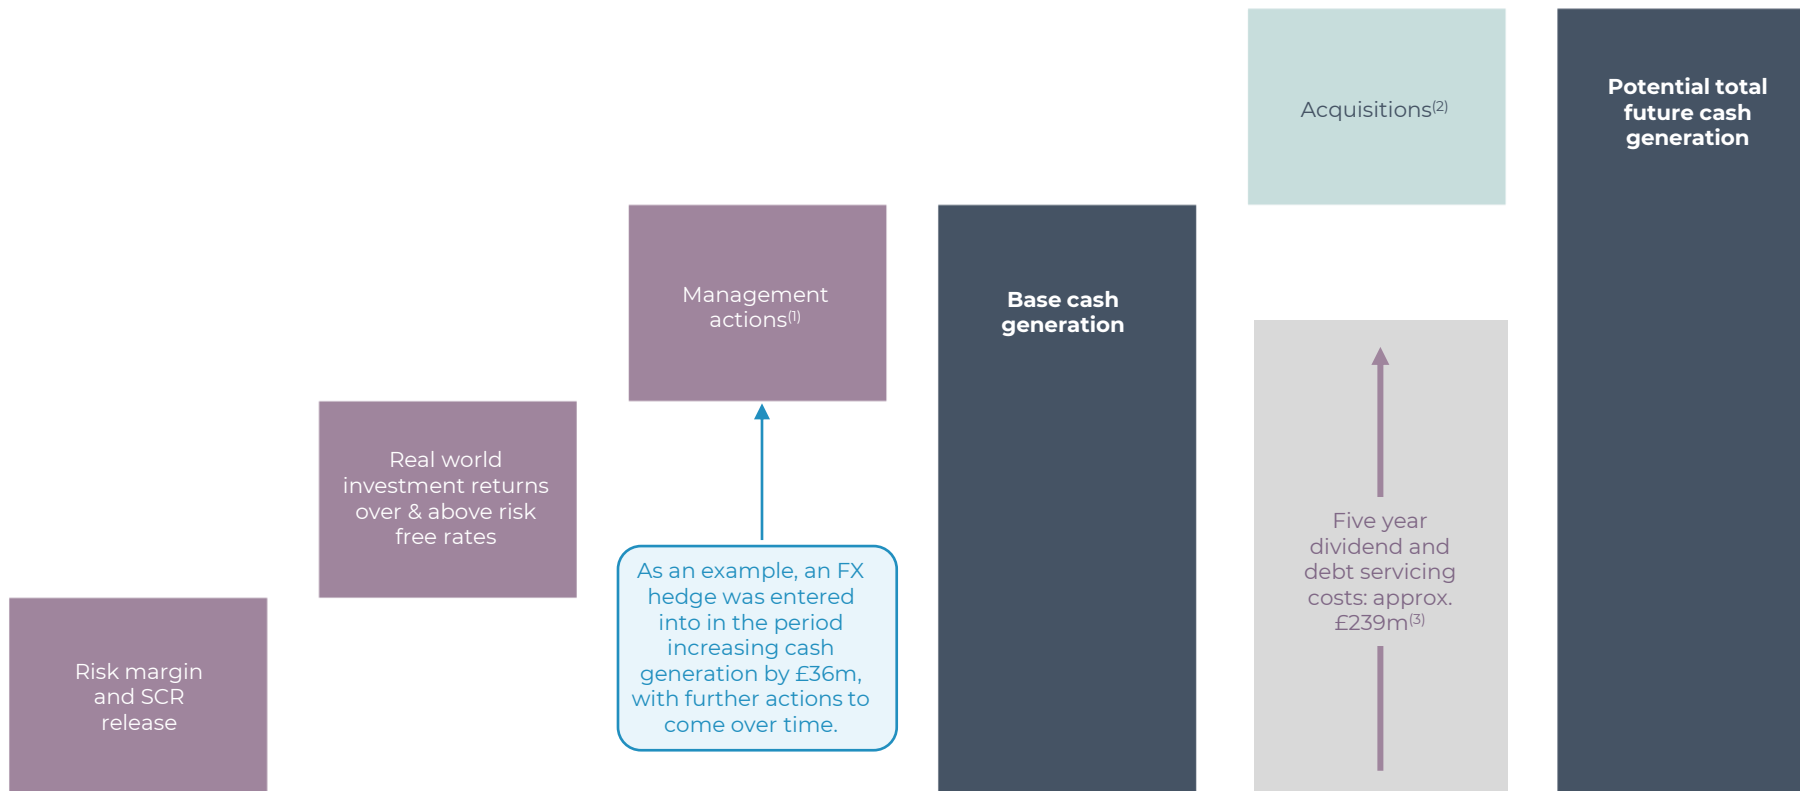 Risk margin
and SCR
release
Real world
investment returns
over & above risk
free rates
Management
actions(1)
As an example, an FX
hedge was entered
into in the period
increasing cash
generation by £36m,
with further actions to
come over time.
Base cash
generation
Acquisitions(2)
Five year
dividend and
debt servicing
costs: approx.
£239m(3)
Potential total
future cash
generation